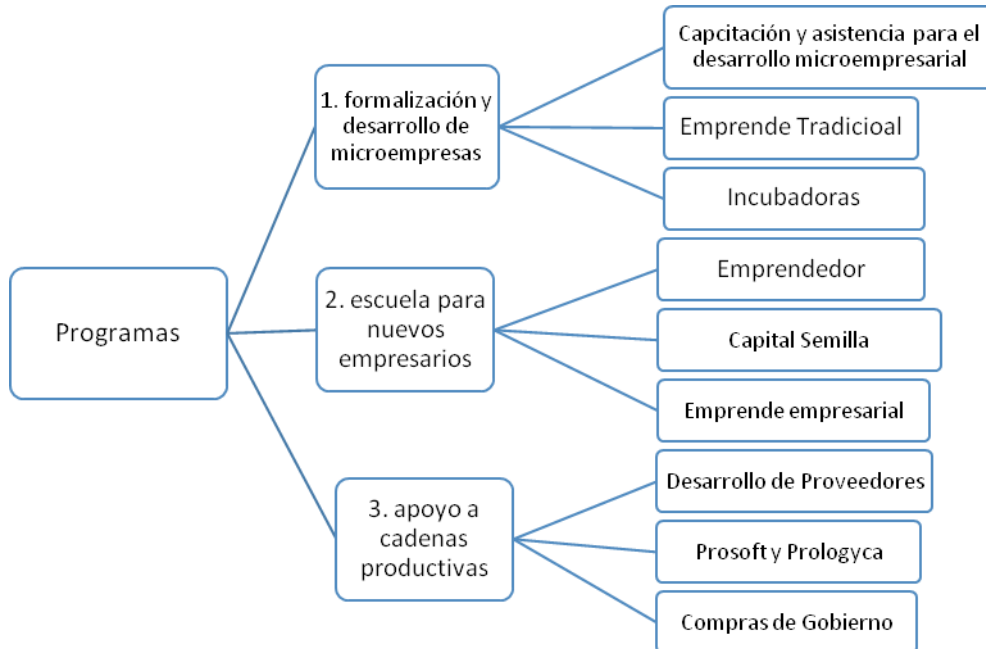 Capcitación y asistencia para el
desarrollo microempresarial
1. formalización y
desarrollo de
microempresas
Emprende Tradicioal
Incubadoras
Programas
2. escuela para
nuevos
empresarios
Emprendedor
Capital Semilla
Emprende empresarial
3. apoyo a
cadenas
productivas
Desarrollo de Proveedores
Prosoft y Prologyca
Compras de Gobierno